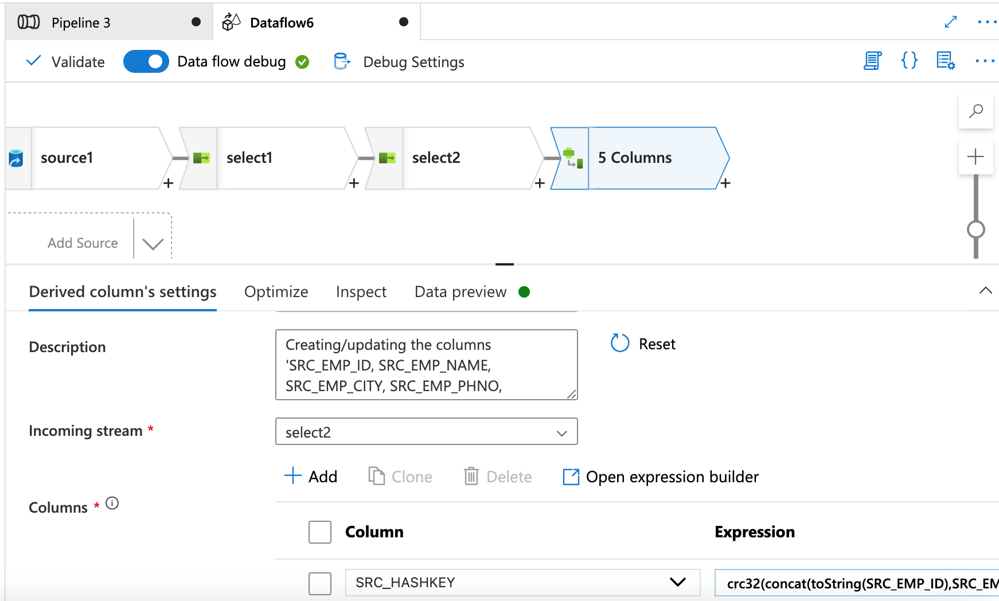 Pipeline 3
Dataflow6
Validate
Data flow debug
Debug Settings
source1
select1
select2
5 Columns
+ + + +
Add Source
Derived column's settings
Optimize
Inspect
Data preview
Description
Creating/updating the columns
'SRC_EMP_ID, SRC_EMP_NAME,
SRC_EMP_CITY, SRC_EMP_PHNO,
Reset
Incoming stream *
select2
Add
Clone
Delete
Open expression builder
Columns *
Column
Expression
SRC_HASHKEY
crc32(concat(toString(SRC_EMP_ID),SRC_EM